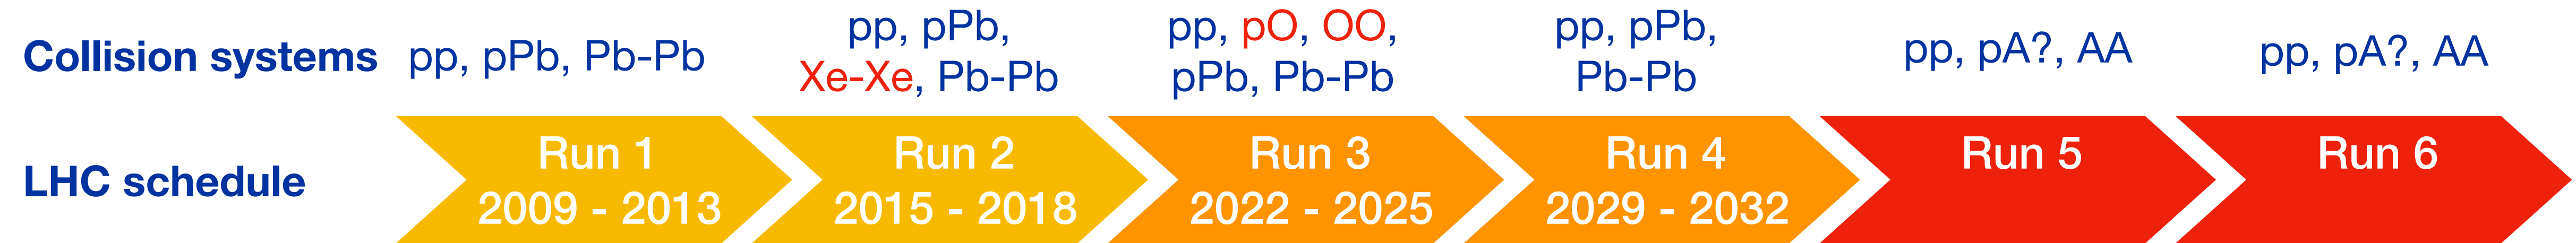 Collision systems
pp, pPb, Pb-Pb
pp, pPb,
Xe-Xe, Pb-Pb
pp, pO, OO,
pPb, Pb-Pb
pp, pPb,
Pb-Pb
pp, pA?, AA
pp, pA?, AA
LHC schedule
Run 1
2009 - 2013
Run 2
2015 - 2018
Run 3
2022 - 2025
Run 4
2029 - 2032
Run 5
Run 6